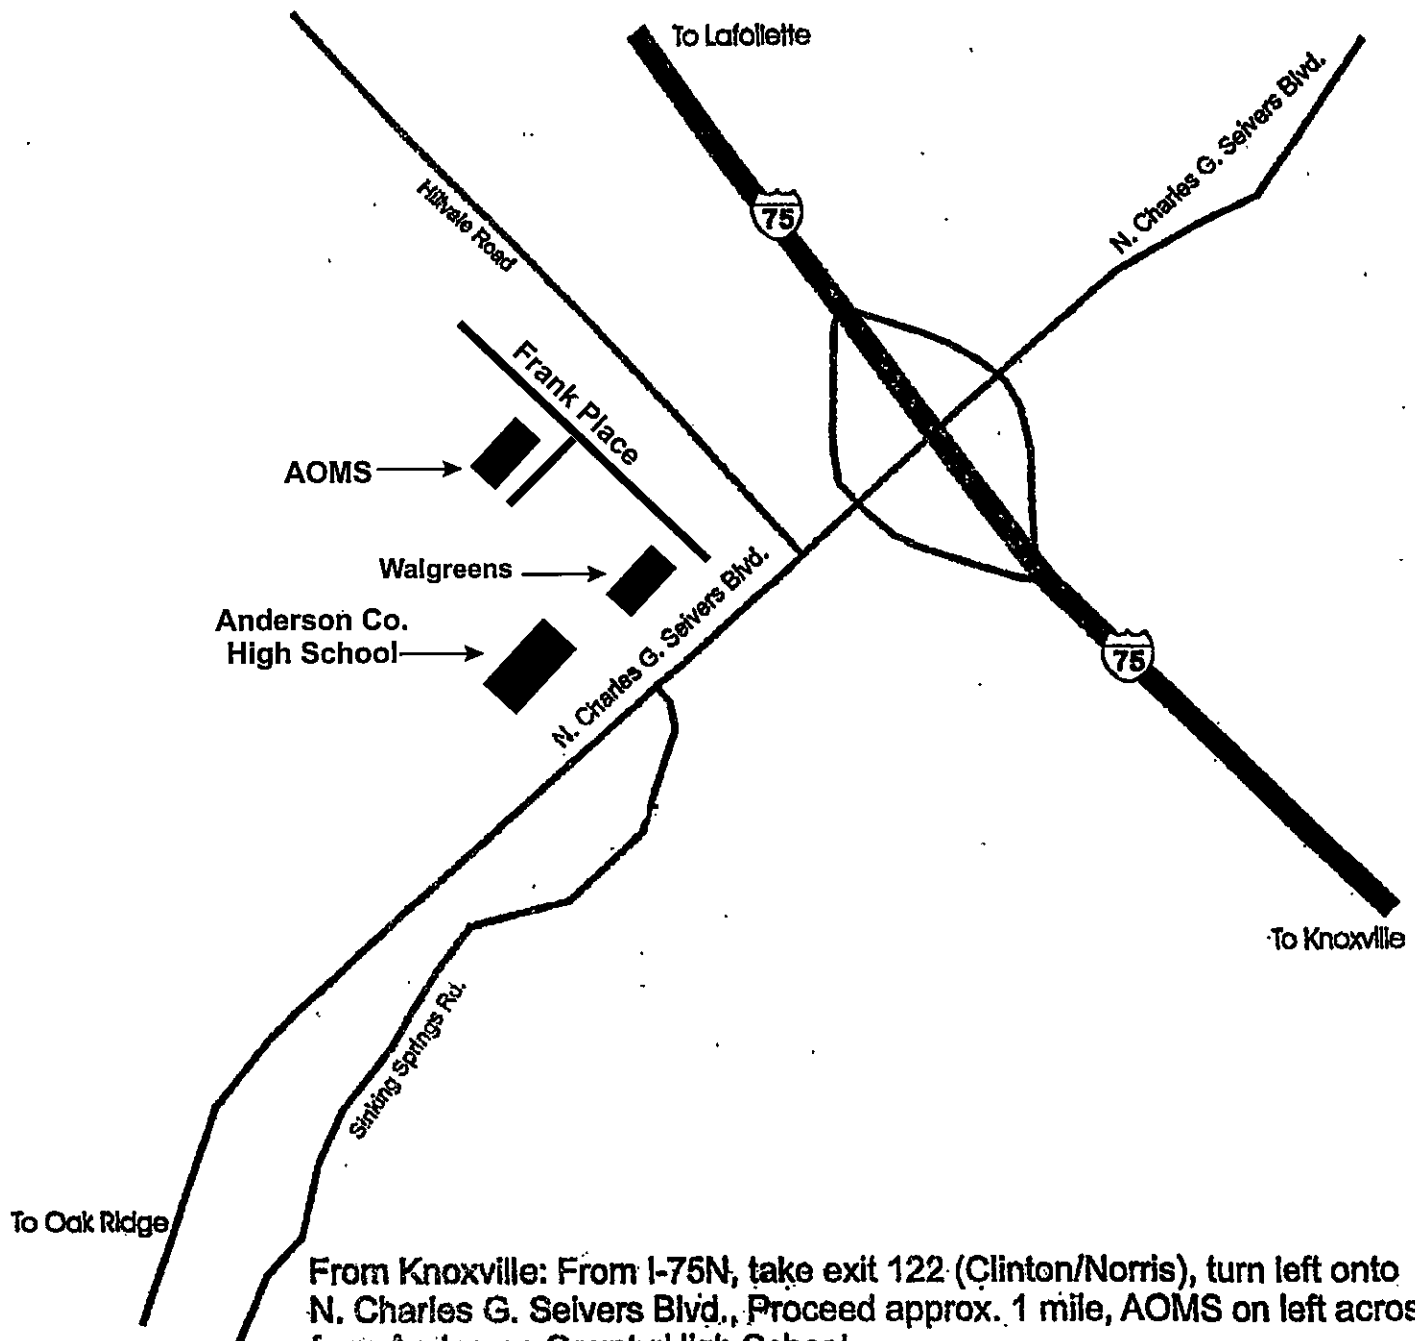 To Lafollette
N. Charles G. Seivers Blvd.
75
Hillvale Road
Frank Place
AOMS
Walgreens
Anderson Co.
High School
N. Charles G. Seivers Blvd.
75
To Knoxville
Sinking Springs Rd.
To Oak Ridge
From Knoxville: From I-75N, take exit 122 (Clinton/Norris), turn left onto
N. Charles G. Seivers Blvd., Proceed approx. 1 mile, AOMS on left acros